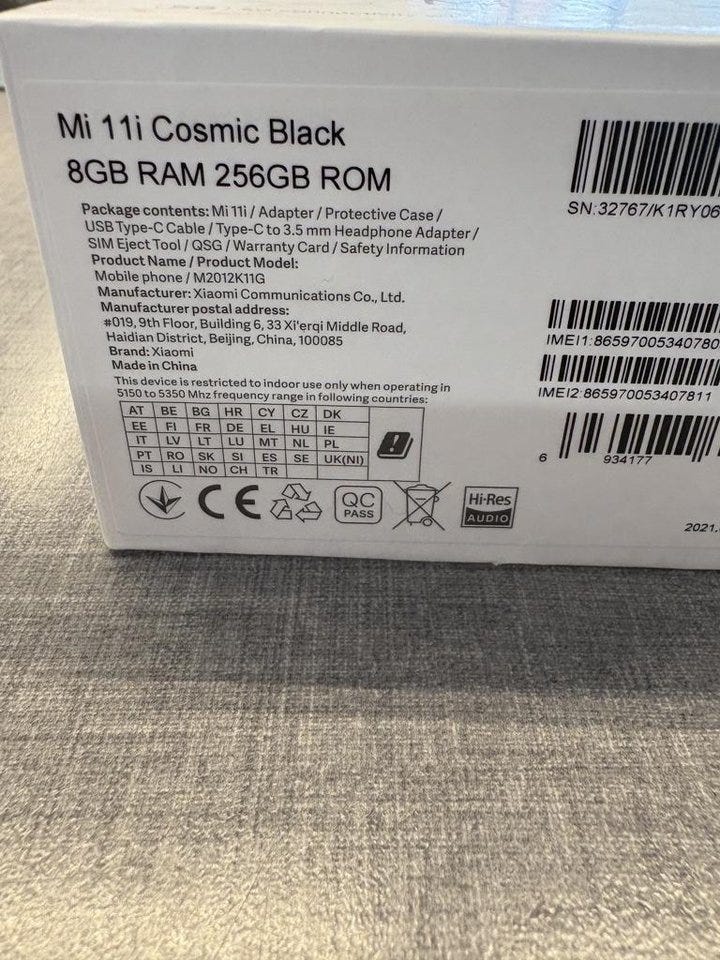 Mi 11i Cosmic Black
8GB RAM 256GB ROM
Package contents: Mi 11i / Adapter / Protective Case /
USB Type-C Cable / Type-C to 3.5 mm Headphone Adapter /
SIM Eject Tool / QSG / Warranty Card / Safety Information
Product Name / Product Model:
Mobile phone / M2012K11G
Manufacturer: Xiaomi Communications Co., Ltd.
Manufacturer postal address:
#019, 9th Floor, Building 6, 33 Xi'erqi Middle Road,
Haidian District, Beijing, China, 100085
Brand: Xiaomi
Made in China
This device is restricted to indoor use only when operating in
5150 to 5350 Mhz frequency range in following countries:
AT BE BG HR CY CZ DK
EE FI FR DE EL HU IE
IT LV LT LU MT NL PL
PT RO SK SI ES SE UK(NI)
IS LI NO CH TR
CE
QC
PASS
Hi-Res
AUDIO
SN:32767/K1RY06
IMEI1:86597005340780
IMEI2:865970053407811
6 934177
2021.